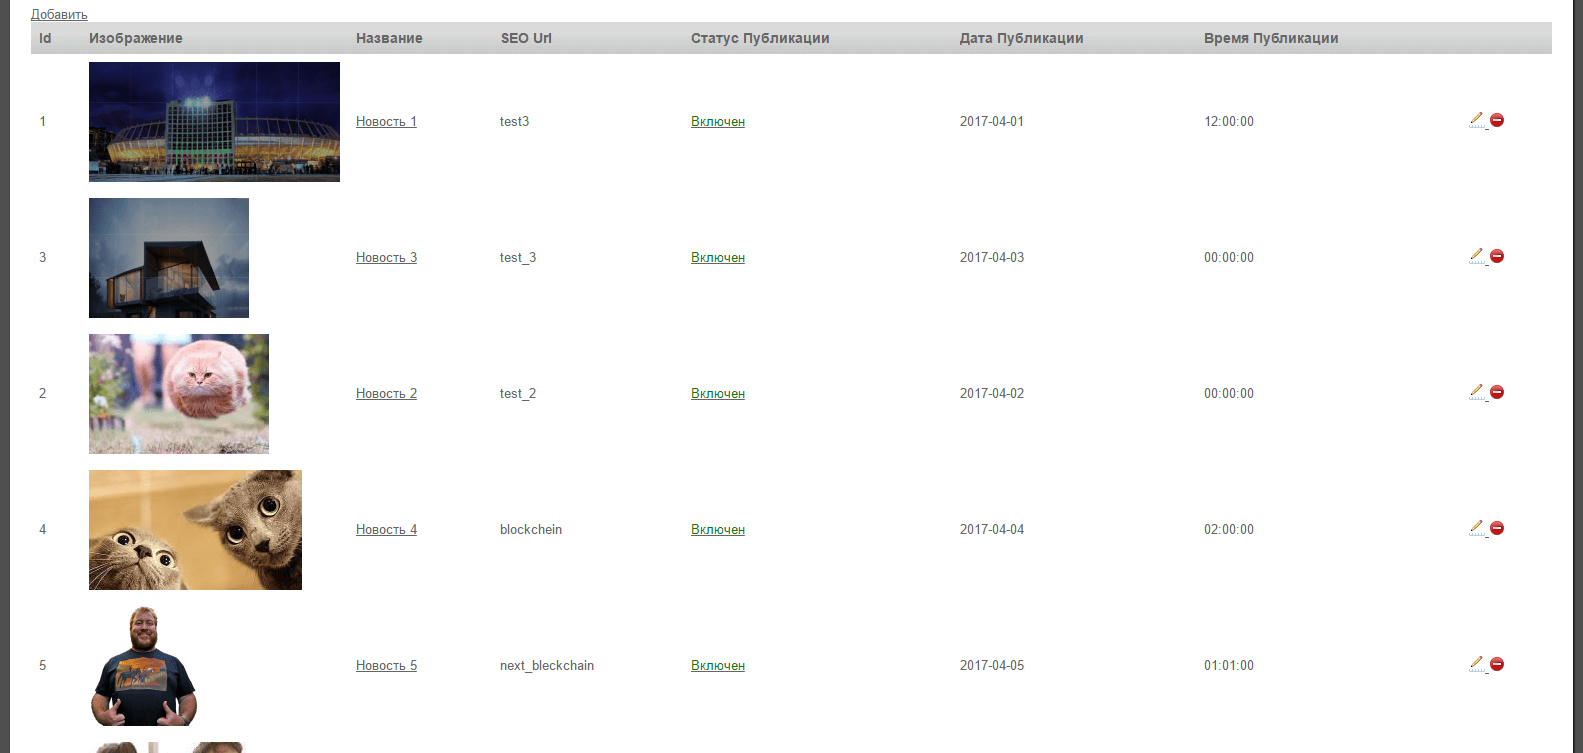 Добавить
Id Изображение Название SEO Url Статус Публикации Дата Публикации Время Публикации
1 Новость 1 test3 Включен 2017-04-01 12:00:00
3 Новость 3 test_3 Включен 2017-04-03 00:00:00
2 Новость 2 test_2 Включен 2017-04-02 00:00:00
4 Новость 4 blockchein Включен 2017-04-04 02:00:00
5 Новость 5 next_bleckchain Включен 2017-04-05 01:01:00